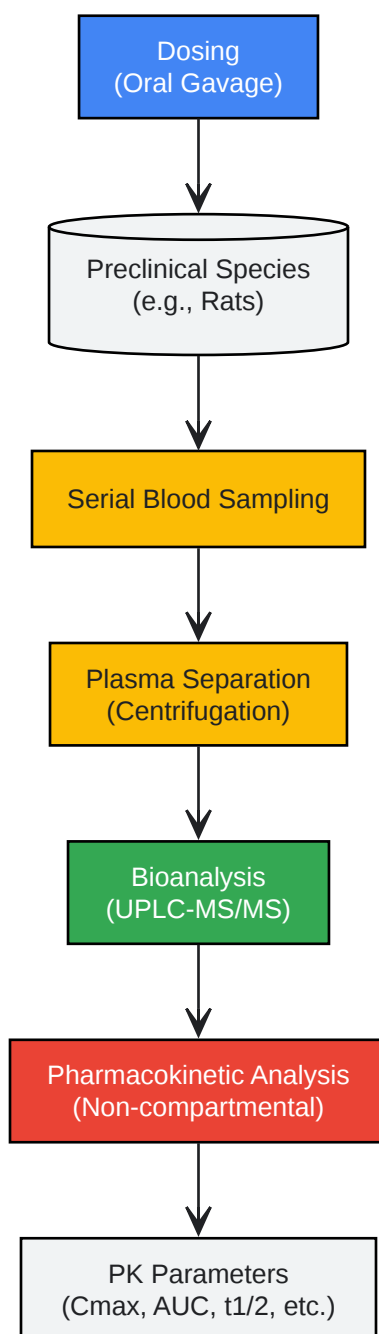 Dosing
(Oral Gavage)
Preclinical Species
(e.g., Rats)
Serial Blood Sampling
Plasma Separation
(Centrifugation)
Bioanalysis
(UPLC-MS/MS)
Pharmacokinetic Analysis
(Non-compartmental)
PK Parameters
(Cmax, AUC, t1/2, etc.)